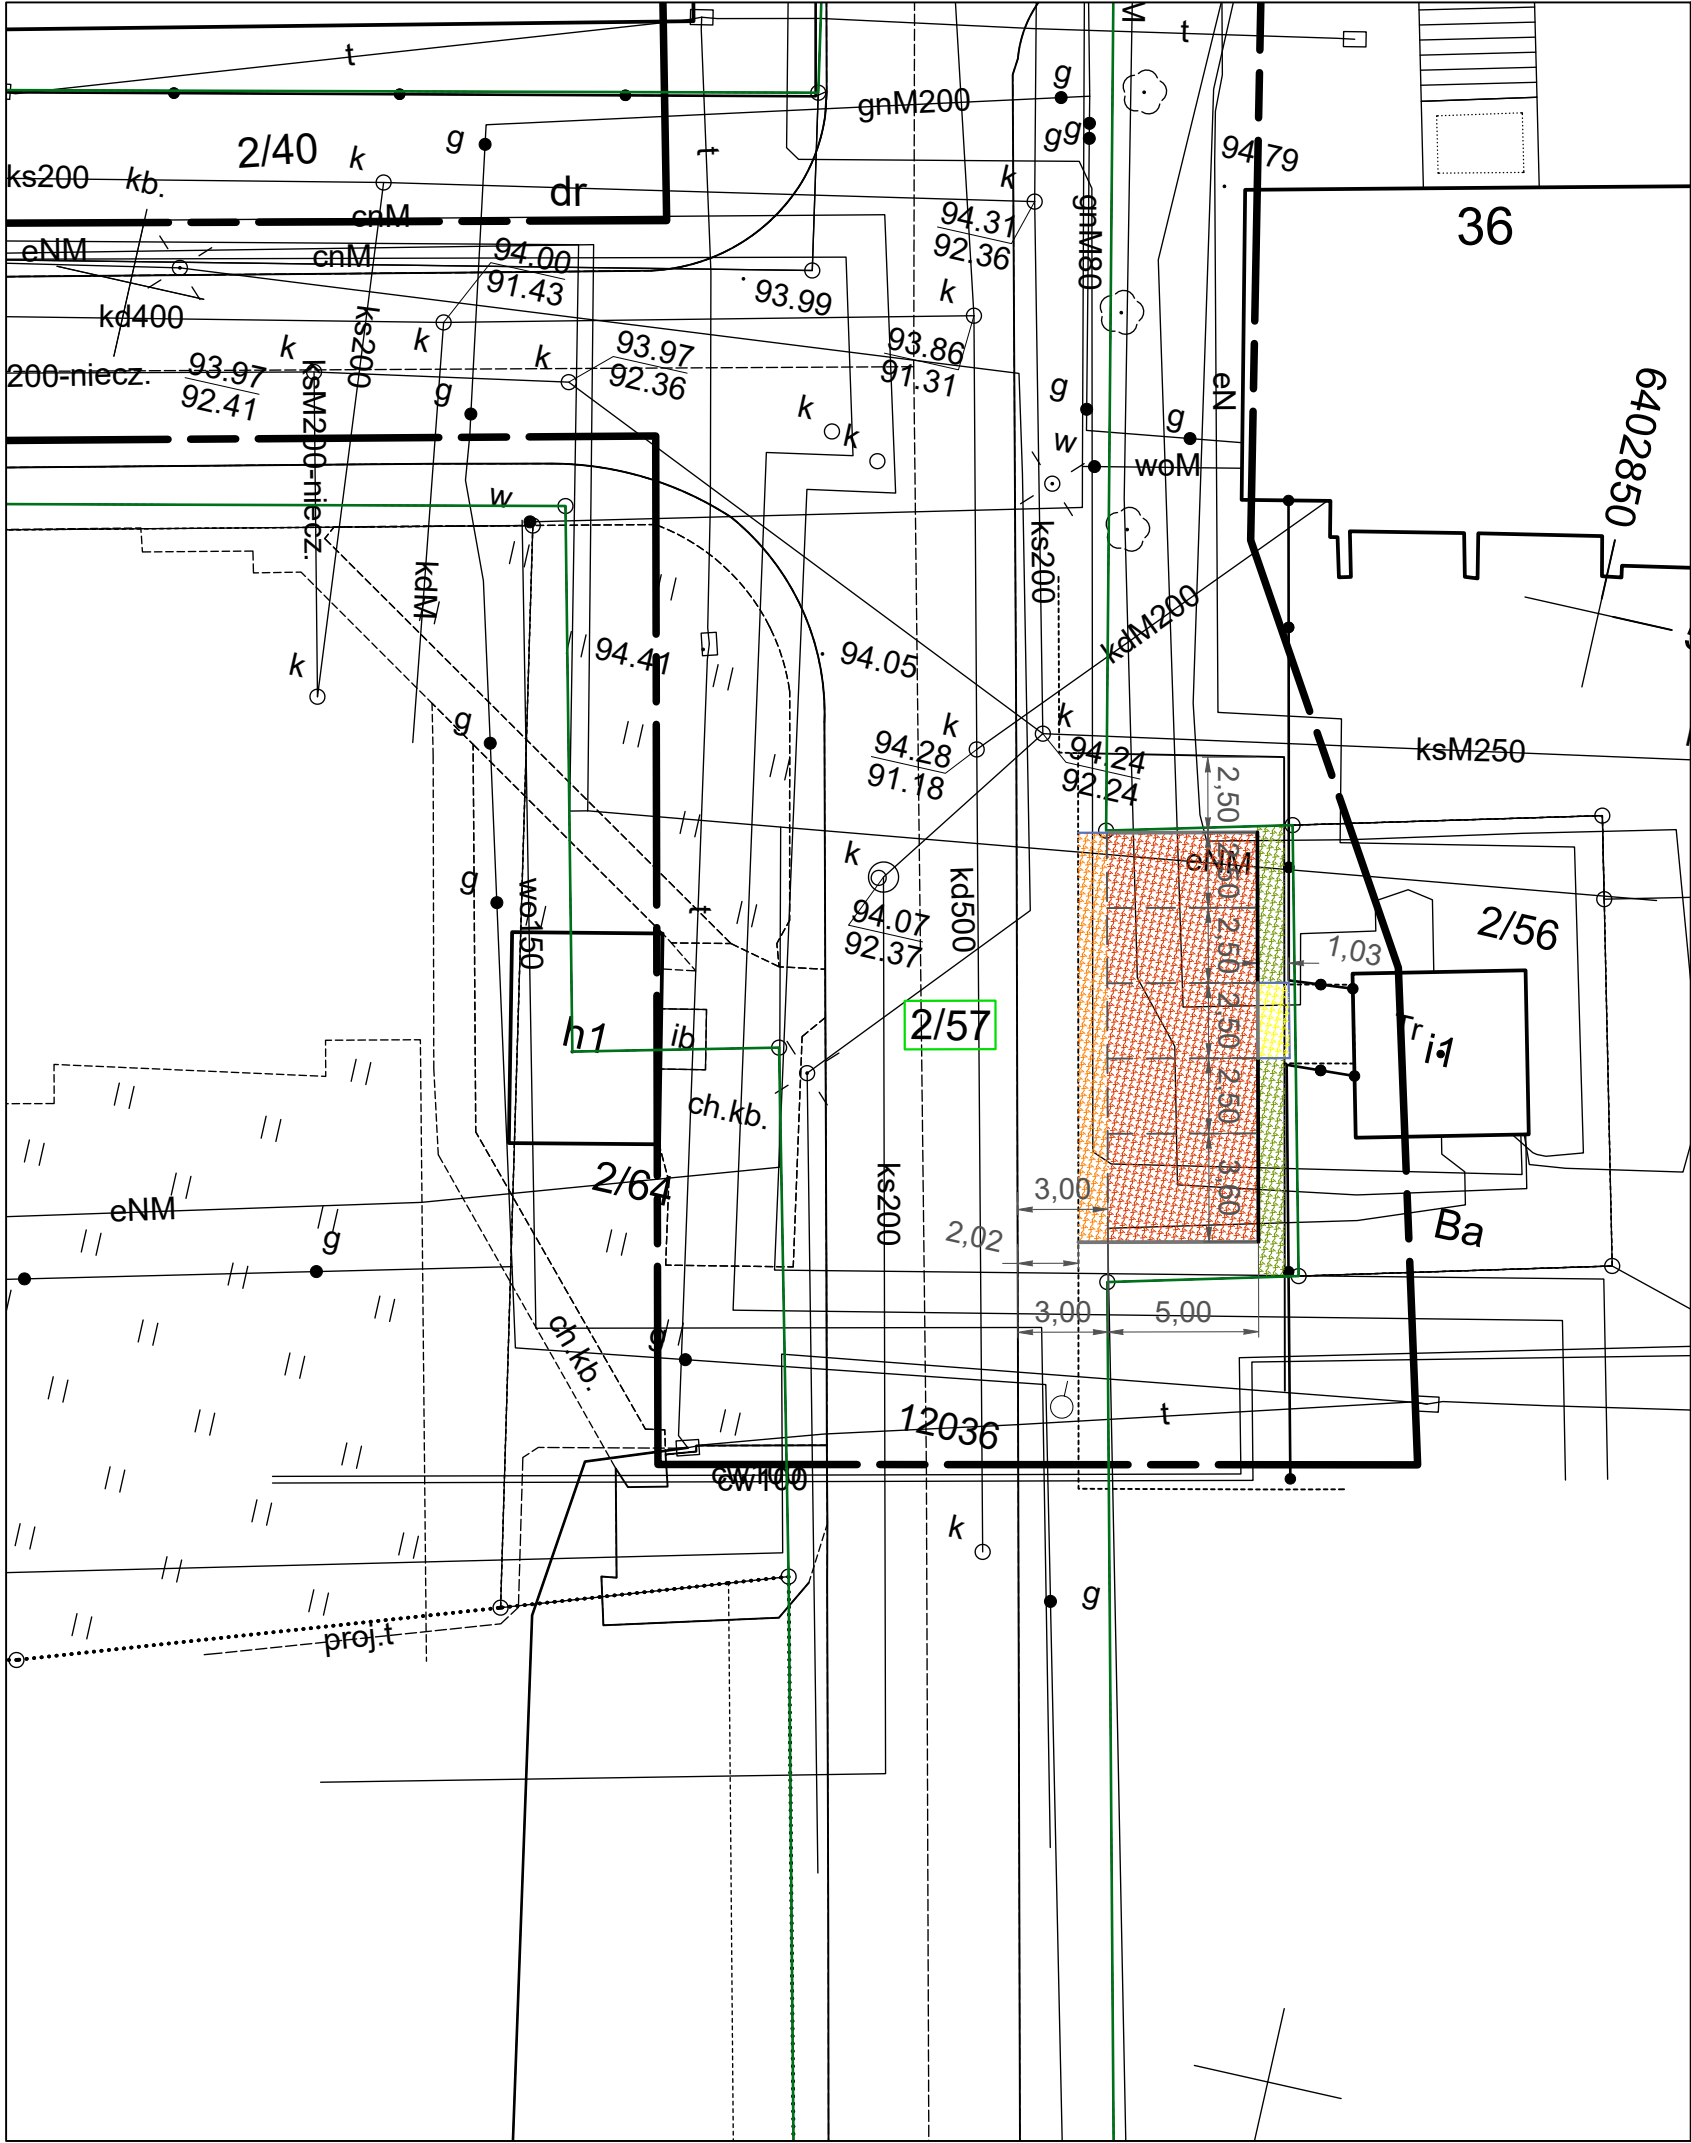 t
M
t
g
gnM200
g
g
g
94.79
2/40
k
ks200
kb.
dr
t
k
36
cnM
94.31
92.36
gnM80
eNM
cnM
94.00
91.43
93.99
k
kd400
ks200
k
k
k
93.97
92.36
93.86
91.31
200-niecz.
93.97
92.41
ksM200-niecz.
g
k
k
g
g
eN
w
woM
6402850
w
ks200
kdM
kdM200
94.41
94.05
k
g
k
k
94.28
91.18
94.24
92.24
ksM250
2,50
k
eNM
2,50
g
wo150
t
94.07
92.37
kd500
2,50
1,03
2/56
h1
ib
2/57
2,50
Tr
i1
ch.kb.
2,50
2/64
ks200
3,00
3,60
eNM
g
2,02
Ba
3,00
5,00
g
ch.kb.
12036
t
cw100
cw100
k
g
proj.t